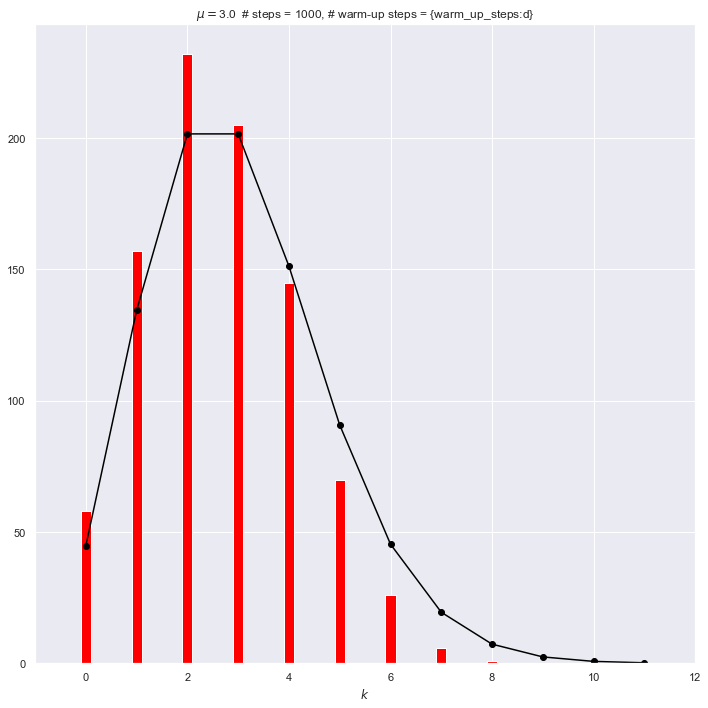 μ = 3.0 # steps = 1000, # warm-up steps = {warm_up_steps:d}
200
150
100
50
0
0 2 4 6 8 10 12
k